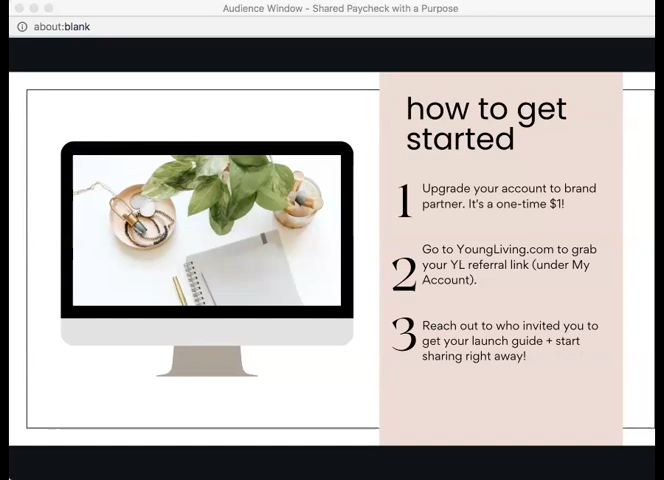 Audience Window - Shared Paycheck with a Purpose
about:blank
how to get
started
1 Upgrade your account to brand
partner. It's a one-time $1!
2 Go to YoungLiving.com to grab
your YL referral link (under My
Account).
3 Reach out to who invited you to
get your launch guide + start
sharing right away!